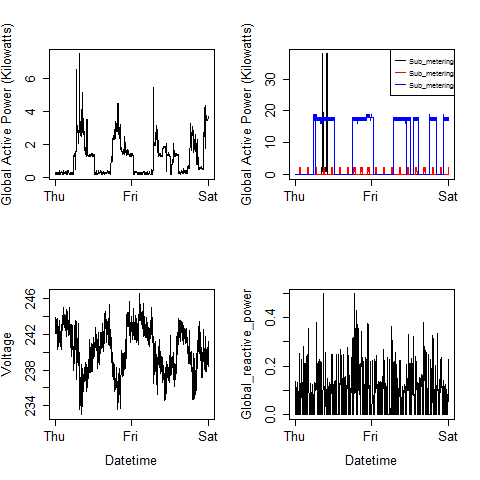 Global Active Power (Kilowatts)
0 2 4 6
Thu Fri Sat
Global Active Power (Kilowatts)
0 10 20 30
Sub_metering
Sub_metering
Sub_metering
Thu Fri Sat
Voltage
234 238 242 246
Thu Fri Sat
Datetime
Global_reactive_power
0.0 0.2 0.4
Thu Fri Sat
Datetime